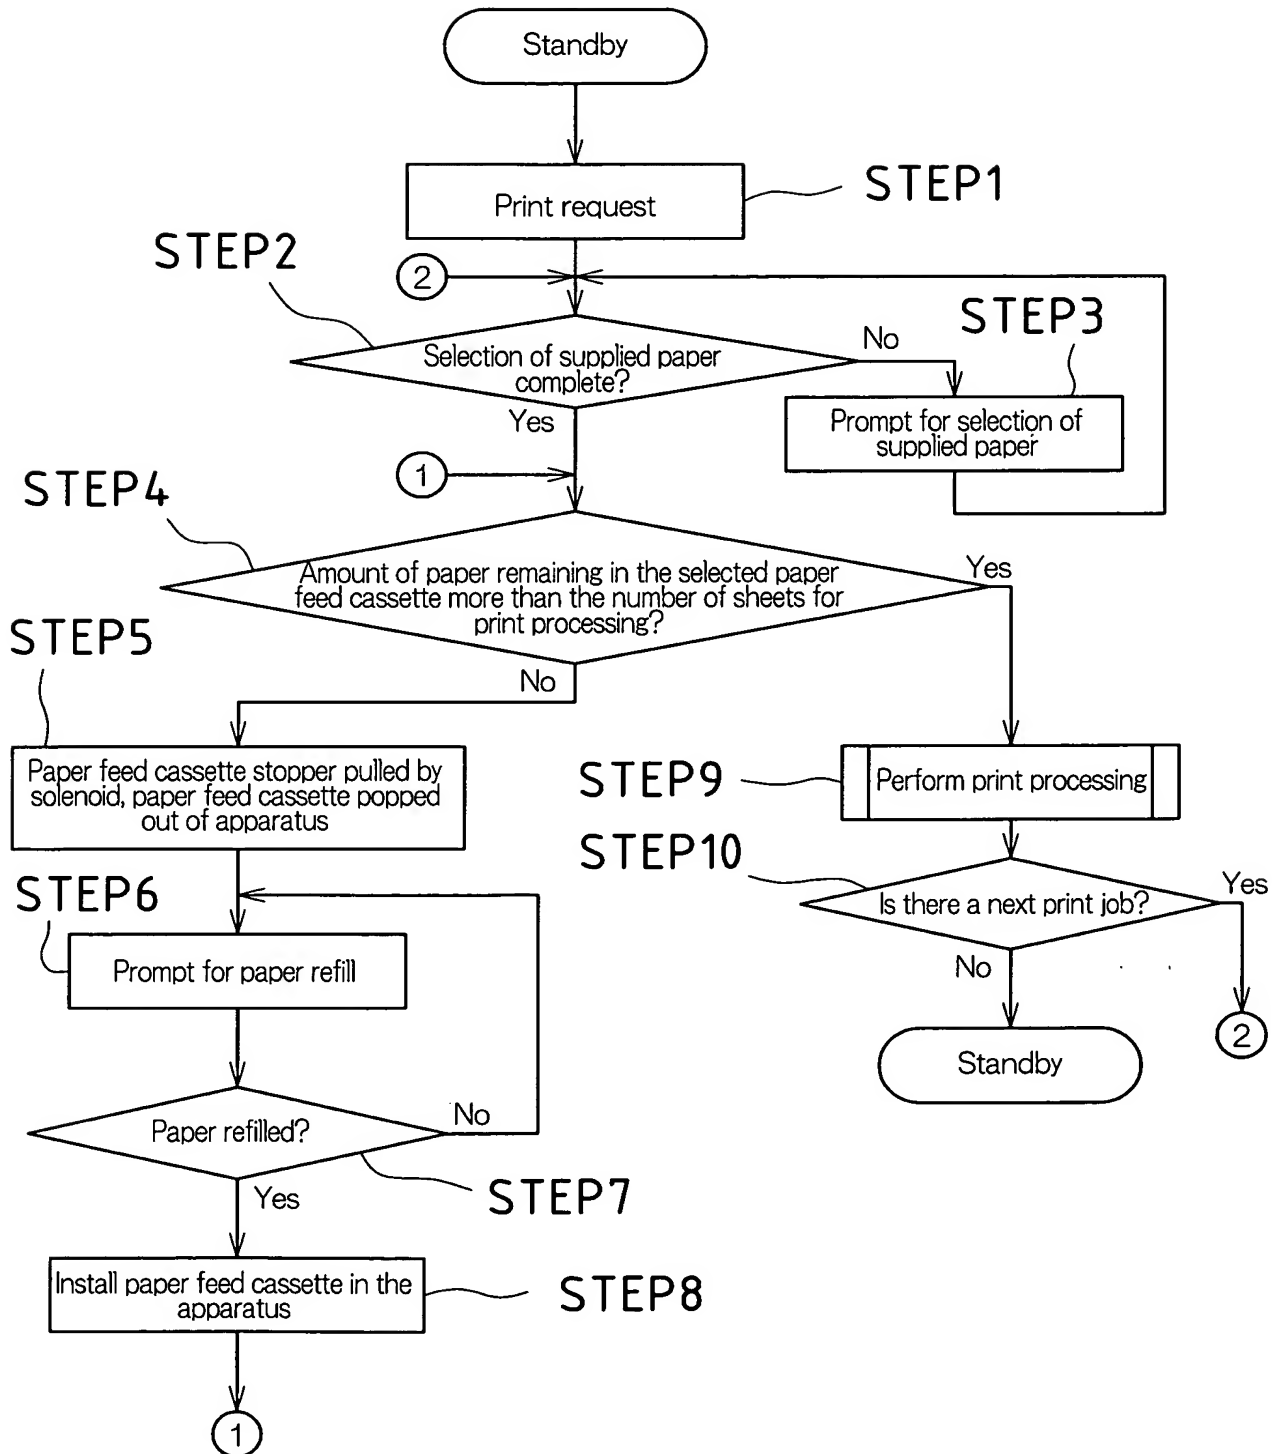 Standby
Print request
STEP1
STEP2
2
Selection of supplied paper
complete?
No
STEP3
Yes
Prompt for selection of
supplied paper
1
STEP4
Amount of paper remaining in the selected paper
feed cassette more than the number of sheets for
print processing?
Yes
No
STEP5
Paper feed cassette stopper pulled by
solenoid, paper feed cassette popped
out of apparatus
STEP9
Perform print processing
STEP10
Is there a next print job?
Yes
No
2
Standby
STEP6
Prompt for paper refill
Paper refilled?
No
STEP7
Yes
Install paper feed cassette in the
apparatus
STEP8
1